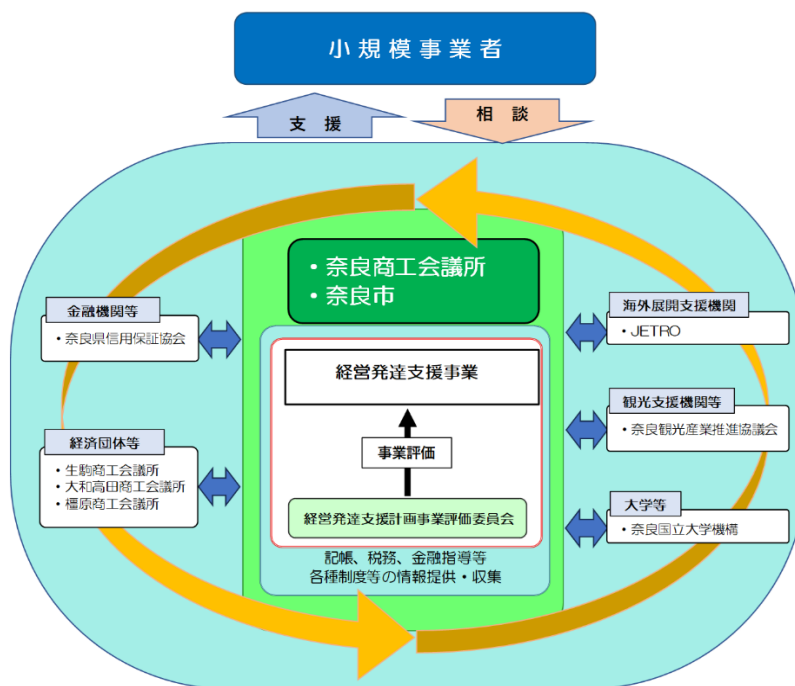 小規模事業者
支 援
相 談
・奈良商工会議所
・奈良市
金融機関等
・奈良県信用保証協会
海外展開支援機関
・JETRO
経営発達支援事業
観光支援機関等
・奈良観光産業推進協議会
経済団体等
・生駒商工会議所
・大和高田商工会議所
・橿原商工会議所
事業評価
大学等
・奈良国立大学機構
経営発達支援計画事業評価委員会
記帳、税務、金融指導等
各種制度等の情報提供・収集